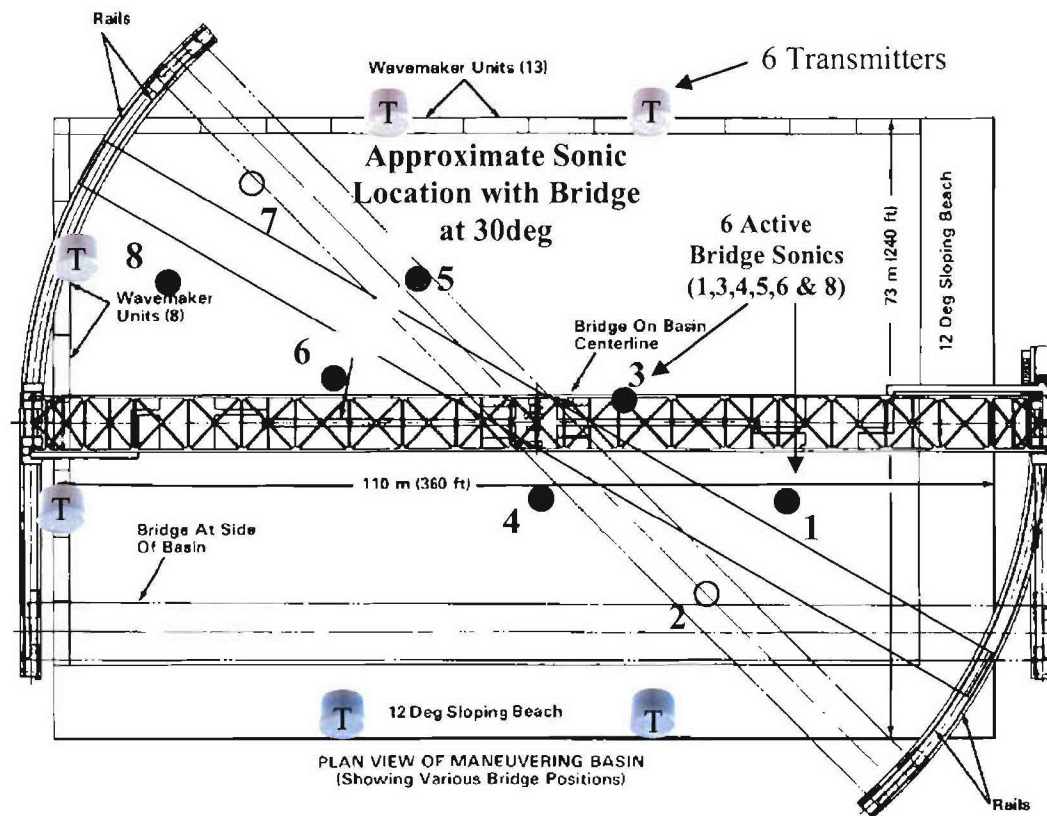 Rails
6 Transmitters
Wavemaker Units (13)
T
T
Approximate Sonic
Location with Bridge
at 30deg
7
6 Active
Bridge Sonics
(1,3,4,5,6 & 8)
73 m (240 ft)
12 Deg Sloping Beach
T
8
5
Wavemaker
Units (8)
Bridge On Basin
Centerline
6
3
110 m (360 ft)
T
4
1
Bridge At Side
Of Basin
2
T
12 Deg Sloping Beach
T
PLAN VIEW OF MANEUVERING BASIN
(Showing Various Bridge Positions)
Rails